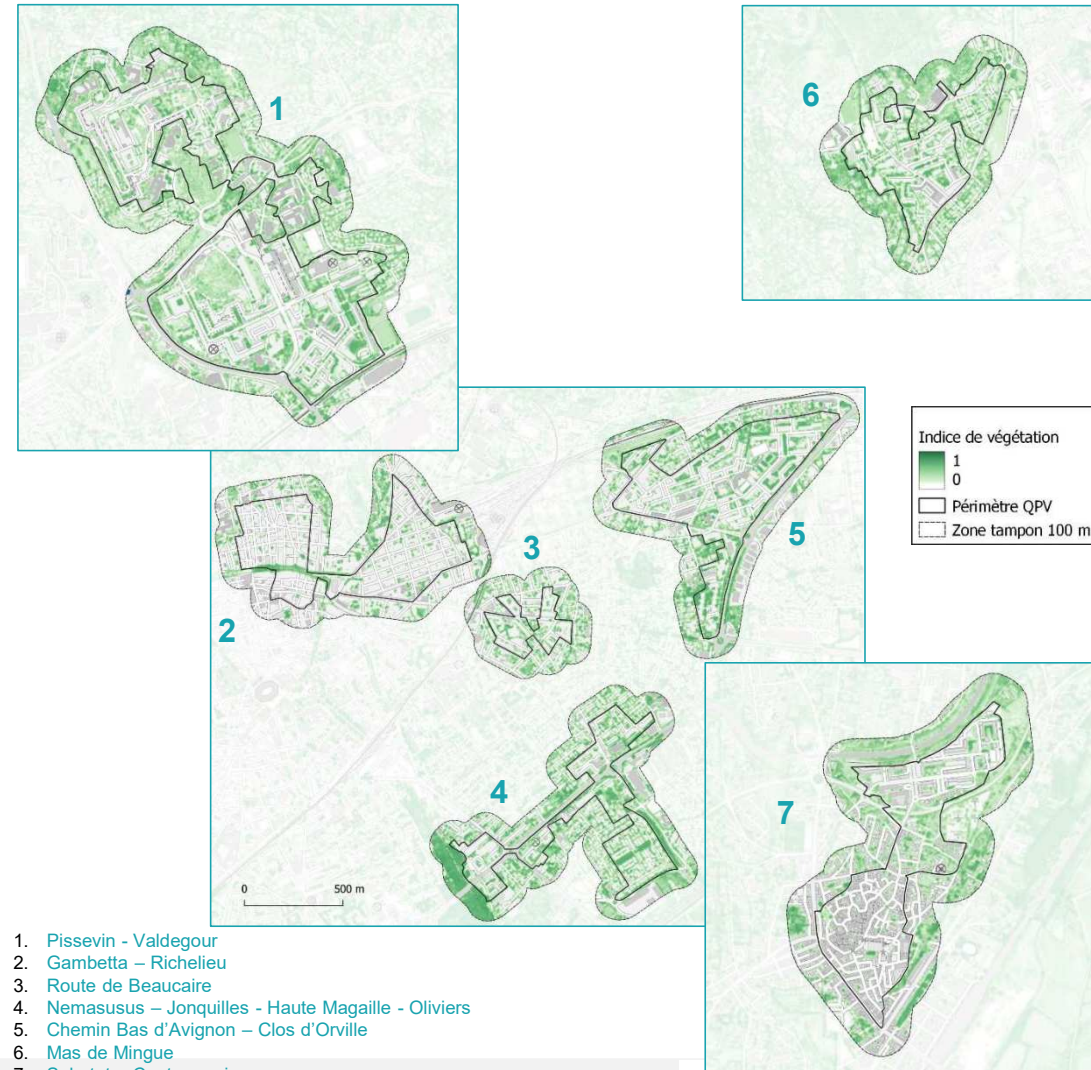 1
6
Indice de végétation
1
0
Périmètre QPV
Zone tampon 100 m
5
3
2
4
7
0 500 m
1. Pissevin - Valdegour
2. Gambetta – Richelieu
3. Route de Beaucaire
4. Nemasusus – Jonquilles - Haute Magaille - Oliviers
5. Chemin Bas d'Avignon – Clos d'Orville
6. Mas de Mingue